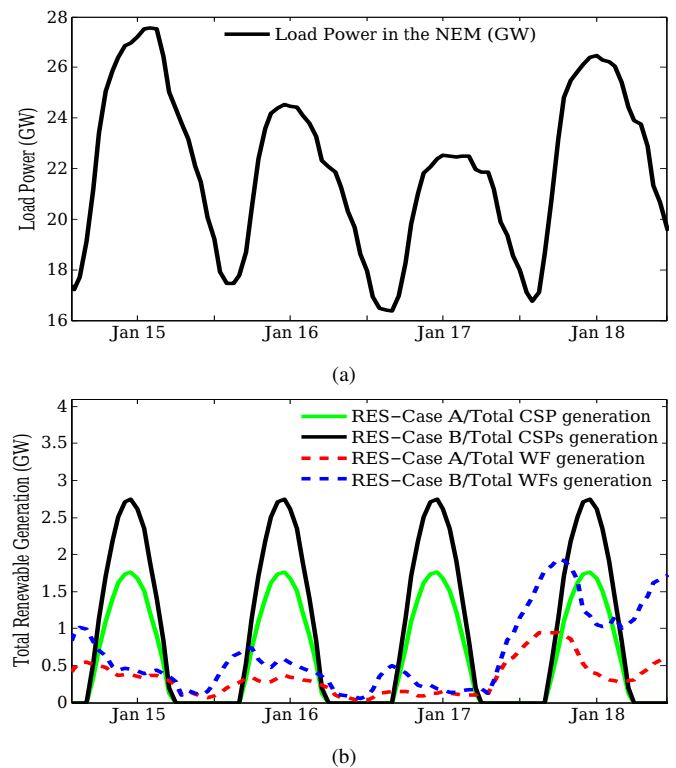 28
26
24
22
20
18
16
Load Power (GW)
Load Power in the NEM (GW)
Jan 15
Jan 16
Jan 17
Jan 18
(a)
4
3.5
3
2.5
2
1.5
1
0.5
0
Total Renewable Generation (GW)
RES−Case A/Total CSP generation
RES−Case B/Total CSPs generation
RES−Case A/Total WF generation
RES−Case B/Total WFs generation
Jan 15
Jan 16
Jan 17
Jan 18
(b)